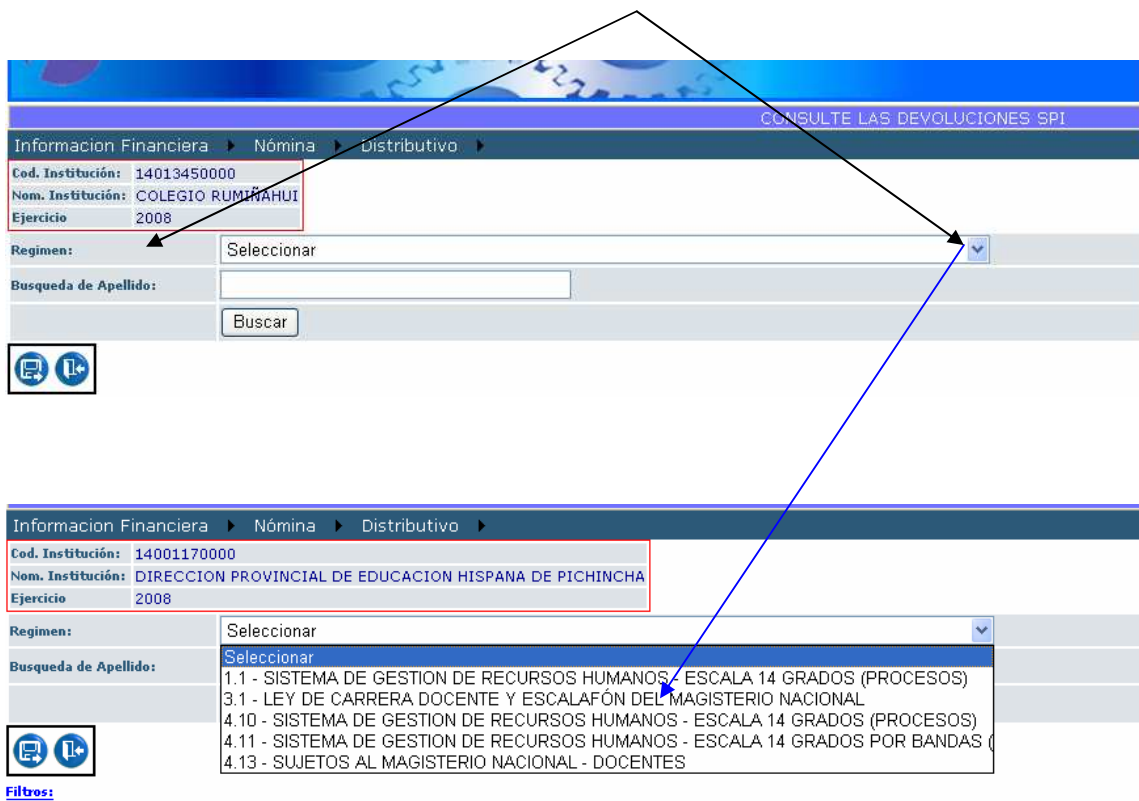 CONSULTE LAS DEVOLUCIONES SPI
Informacion Financiera Nómina Distributivo
Cod. Institución: 14013450000
Nom. Institución: COLEGIO RUMIÑAHUI
Ejercicio 2008
Regimen: Seleccionar
Busqueda de Apellido:
Buscar
Informacion Financiera Nómina Distributivo
Cod. Institución: 14001170000
Nom. Institución: DIRECCION PROVINCIAL DE EDUCACION HISPANA DE PICHINCHA
Ejercicio 2008
Regimen: Seleccionar
Busqueda de Apellido: Seleccionar
1.1 - SISTEMA DE GESTION DE RECURSOS HUMANOS - ESCALA 14 GRADOS (PROCESOS)
3.1 - LEY DE CARRERA DOCENTE Y ESCALAFÓN DEL MAGISTERIO NACIONAL
4.10 - SISTEMA DE GESTION DE RECURSOS HUMANOS - ESCALA 14 GRADOS (PROCESOS)
4.11 - SISTEMA DE GESTION DE RECURSOS HUMANOS - ESCALA 14 GRADOS POR BANDAS (
4.13 - SUJETOS AL MAGISTERIO NACIONAL - DOCENTES
Filtros: